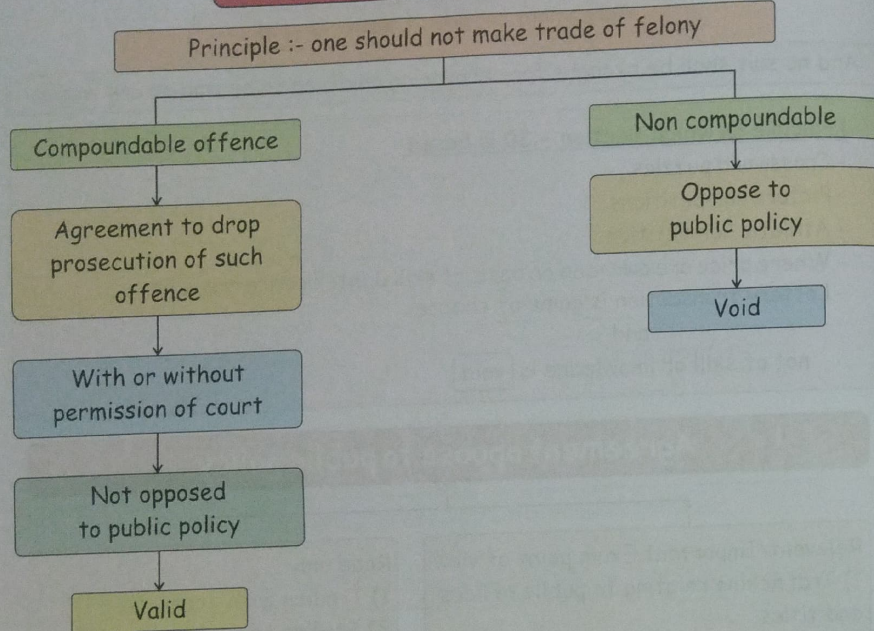 Principle :- one should not make trade of felony
Compoundable offence
Agreement to drop
prosecution of such
offence
With or without
permission of court
Not opposed
to public policy
Valid
Non compoundable
Oppose to
public policy
Void